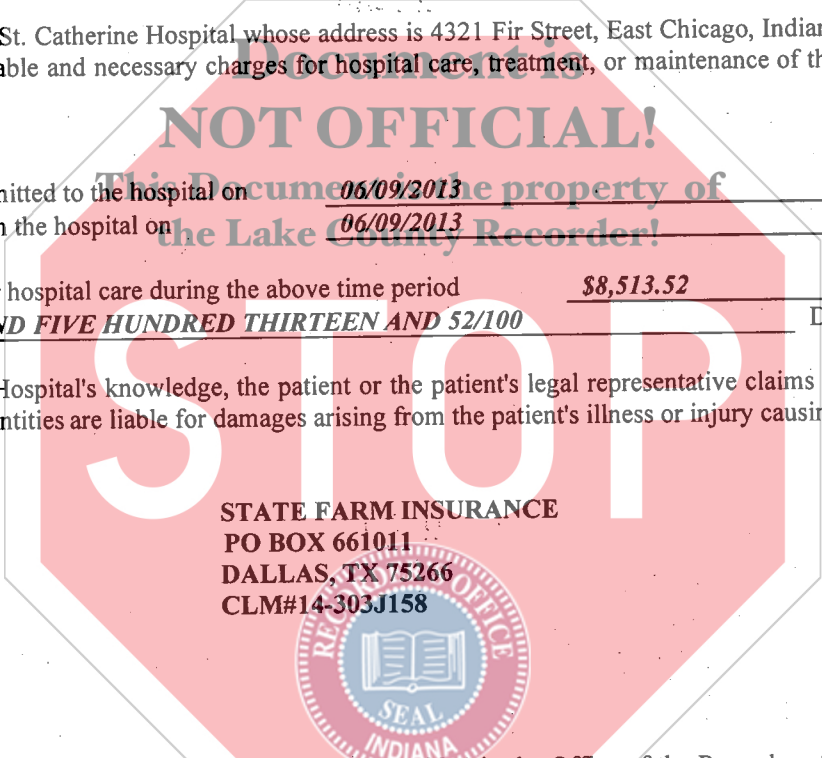 St. Catherine Hospital whose address is 4321 Fir Street, East Chicago, Indian
able and necessary charges for hospital care, treatment, or maintenance of th
Document is
NOT OFFICIAL!
This Document is the property of
the Lake County Recorder!
nitted to the hospital on 06/09/2013
n the hospital on 06/09/2013
hospital care during the above time period $8,513.52
ND FIVE HUNDRED THIRTEEN AND 52/100 D
Hospital's knowledge, the patient or the patient's legal representative claims
ntities are liable for damages arising from the patient's illness or injury causin
STOP
STATE FARM INSURANCE
PO BOX 661011
DALLAS, TX 75266
CLM#14-303J158
RECORDER'S OFFICE
SEAL
INDIANA